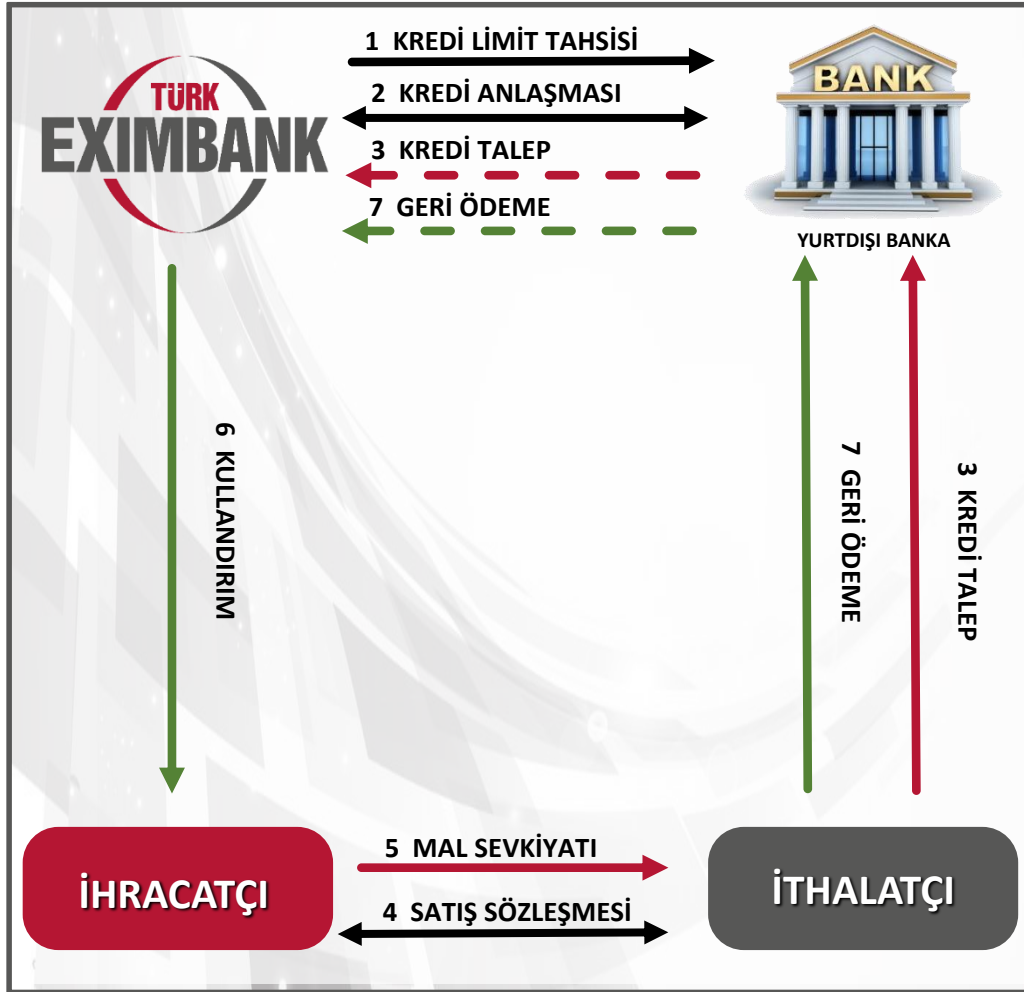 1 KREDİ LİMİT TAHSİSİ
TÜRK
EXIMBANK
BANK
2 KREDİ ANLAŞMASI
3 KREDİ TALEP
7 GERİ ÖDEME
YURTDIŞI BANKA
6 KULLANDIRIM
7 GERİ ÖDEME
3 KREDİ TALEP
İHRACATÇI
5 MAL SEVKİYATI
4 SATIŞ SÖZLEŞMESİ
İTHALATÇI